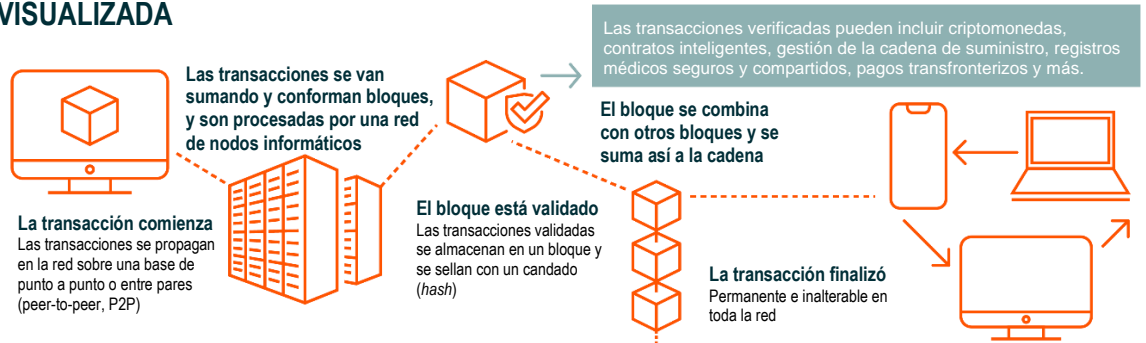 VISUALIZADA
Las transacciones verificadas pueden incluir criptomonedas,
contratos inteligentes, gestión de la cadena de suministro, registros
médicos seguros y compartidos, pagos transfronterizos y más.
Las transacciones se van
sumando y conforman bloques,
y son procesadas por una red
de nodos informáticos
El bloque se combina
con otros bloques y se
suma así a la cadena
La transacción comienza
Las transacciones se propagan
en la red sobre una base de
punto a punto o entre pares
(peer-to-peer, P2P)
El bloque está validado
Las transacciones validadas
se almacenan en un bloque y
se sellan con un candado
(hash)
La transacción finalizó
Permanente e inalterable en
toda la red